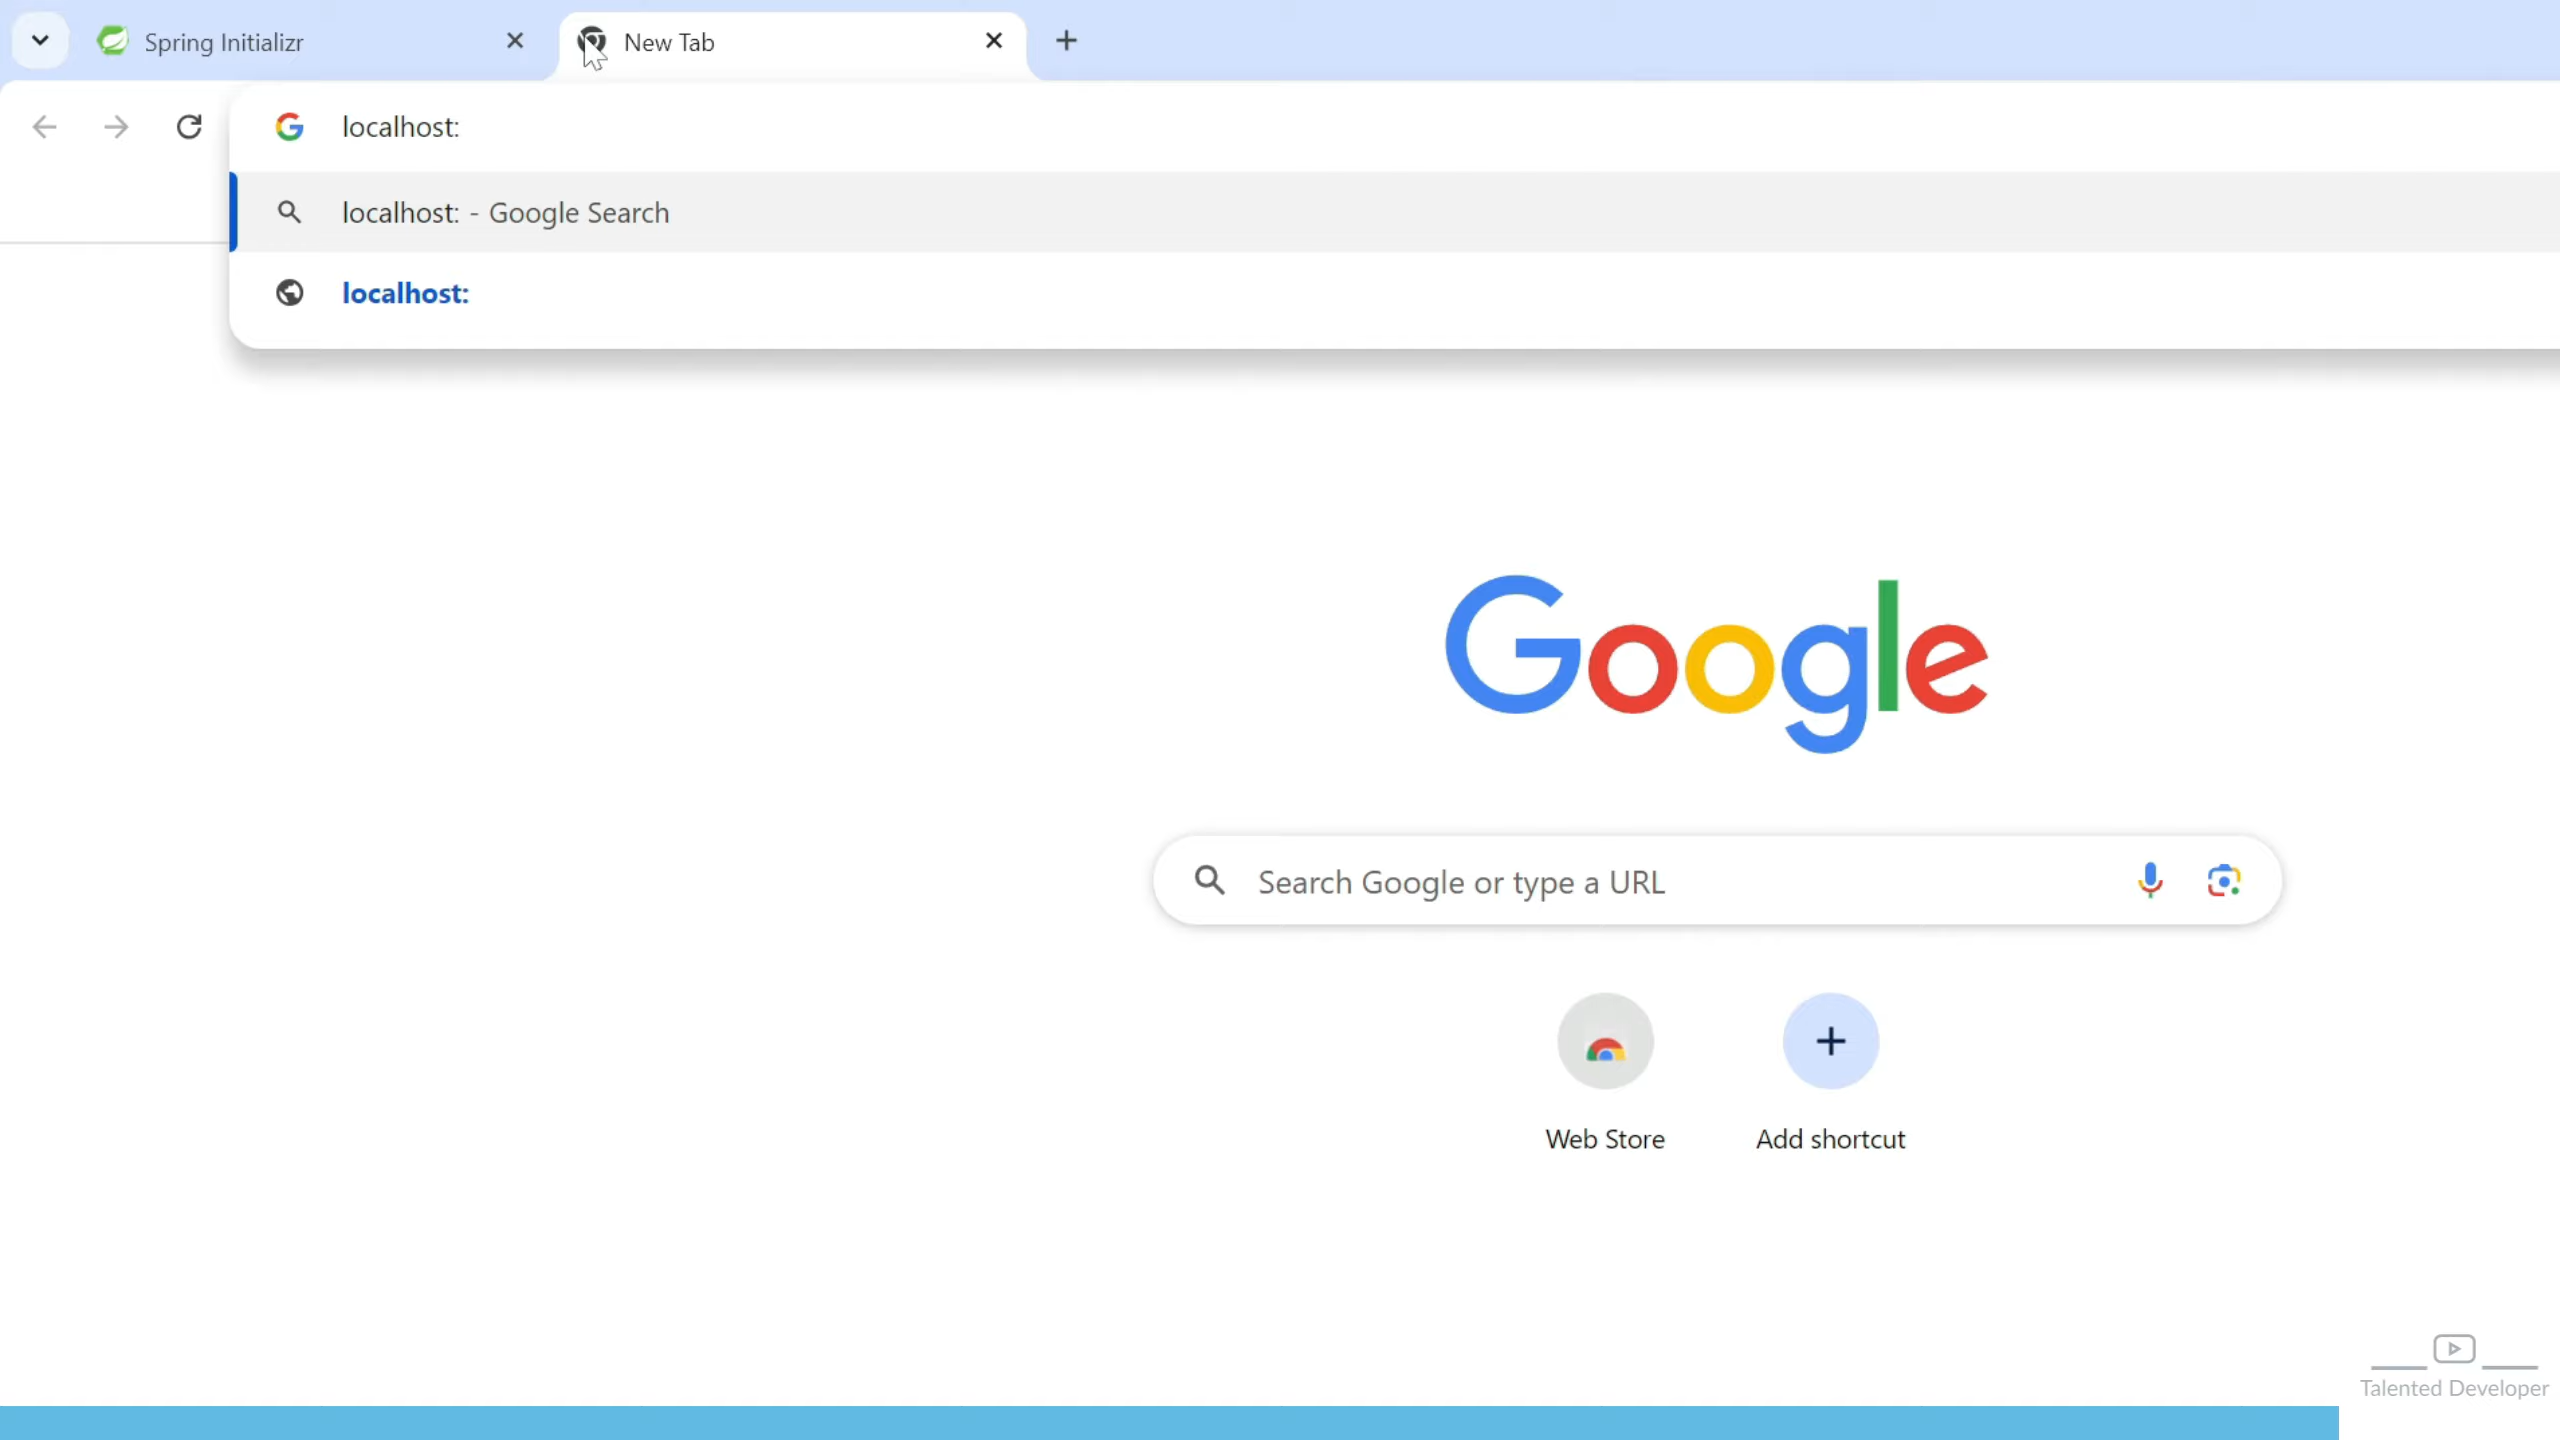 Spring Initializr
New Tab
localhost:
localhost: - Google Search
localhost:
Google
Search Google or type a URL
Web Store
Add shortcut
Talented Developer